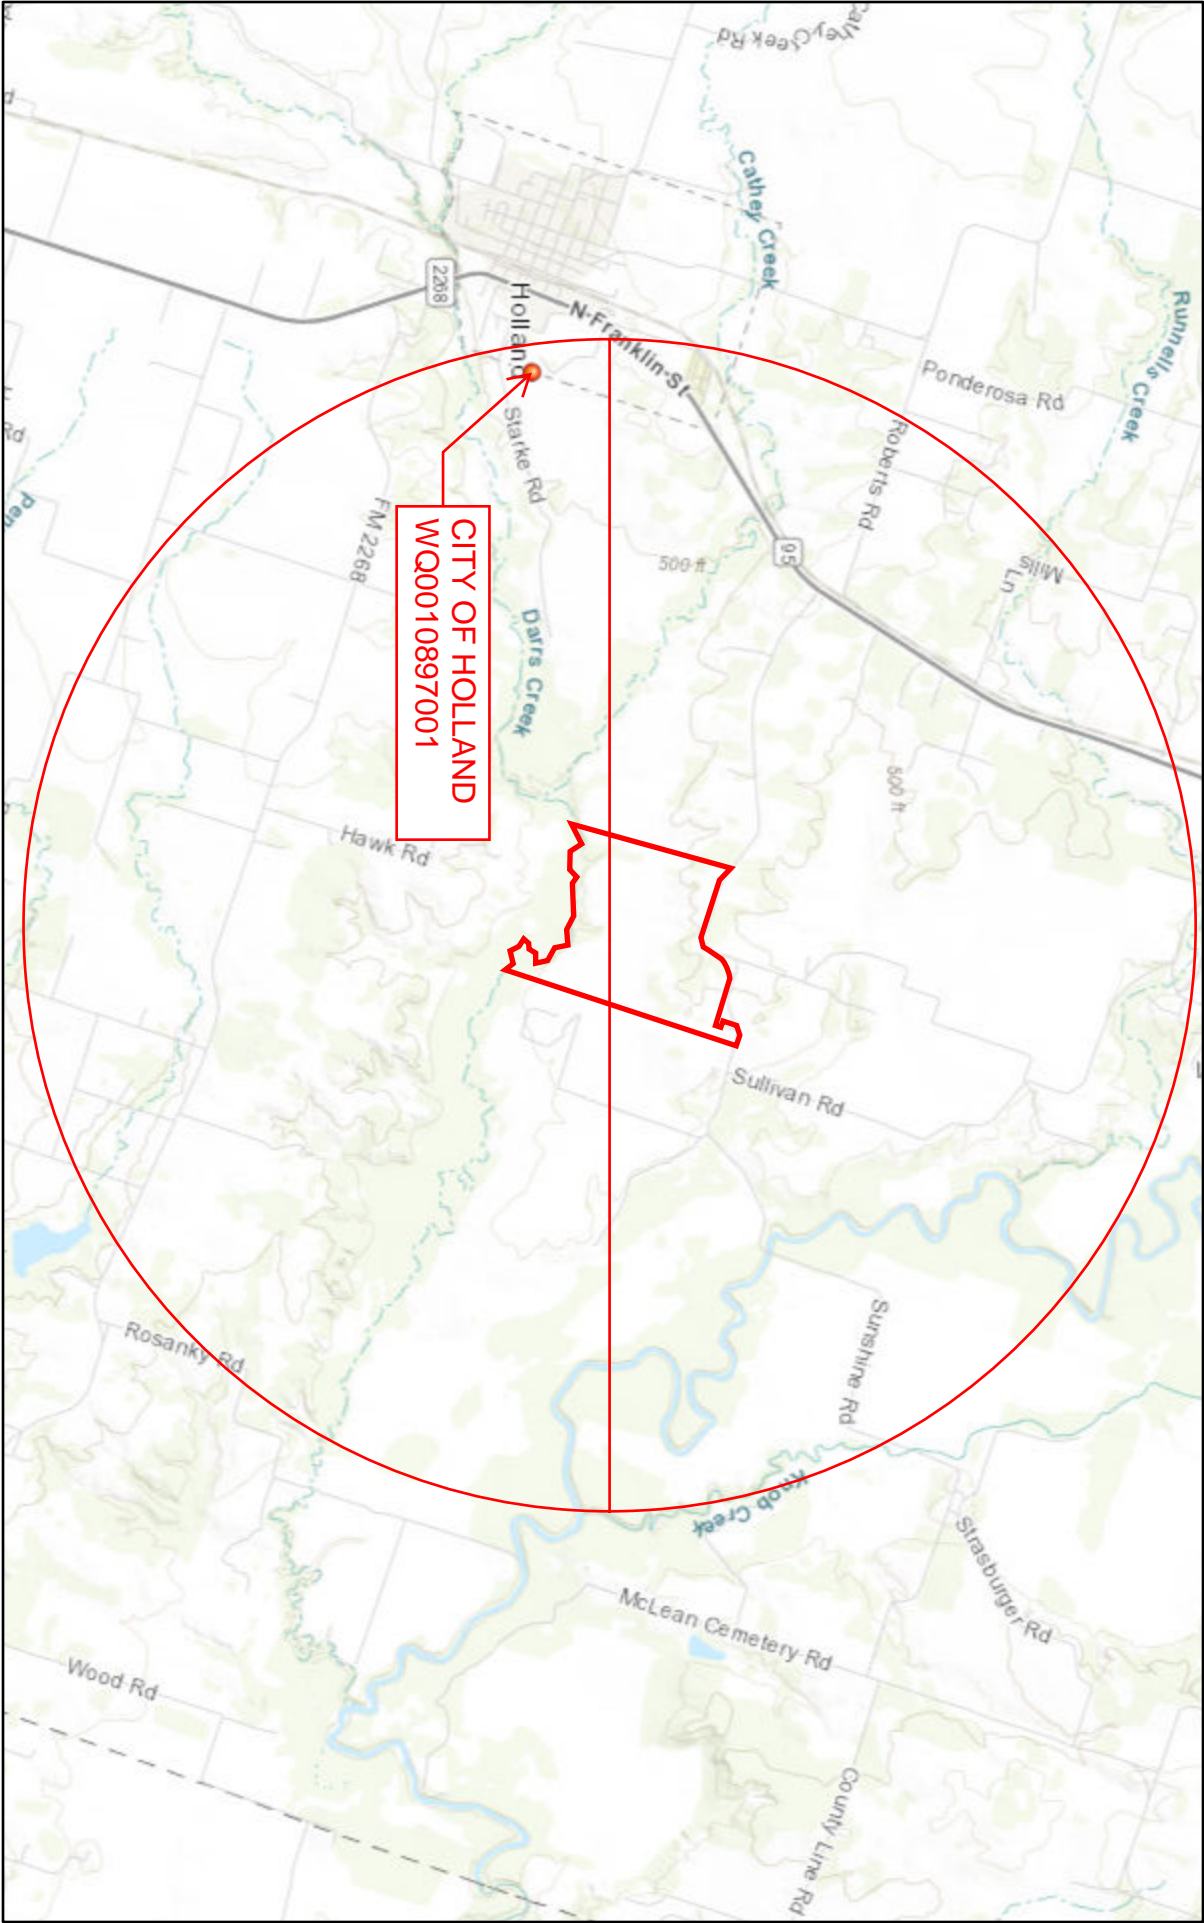 Cathey Creek Rd
Cathey Creek
Runnells Creek
2268
Holland
N Franklin St
Ponderosa Rd
Roberts Rd
Starke Rd
FM 2268
Rd
500 ft
95
Mills
Ln
CITY OF HOLLAND
WQ0010897001
Darrs Creek
500 ft
Hawk Rd
Sullivan Rd
Rosanky Rd
Sunshine Rd
Knob Creek
Strasburger Rd
McLean Cemetery Rd
Wood Rd
County Line Rd